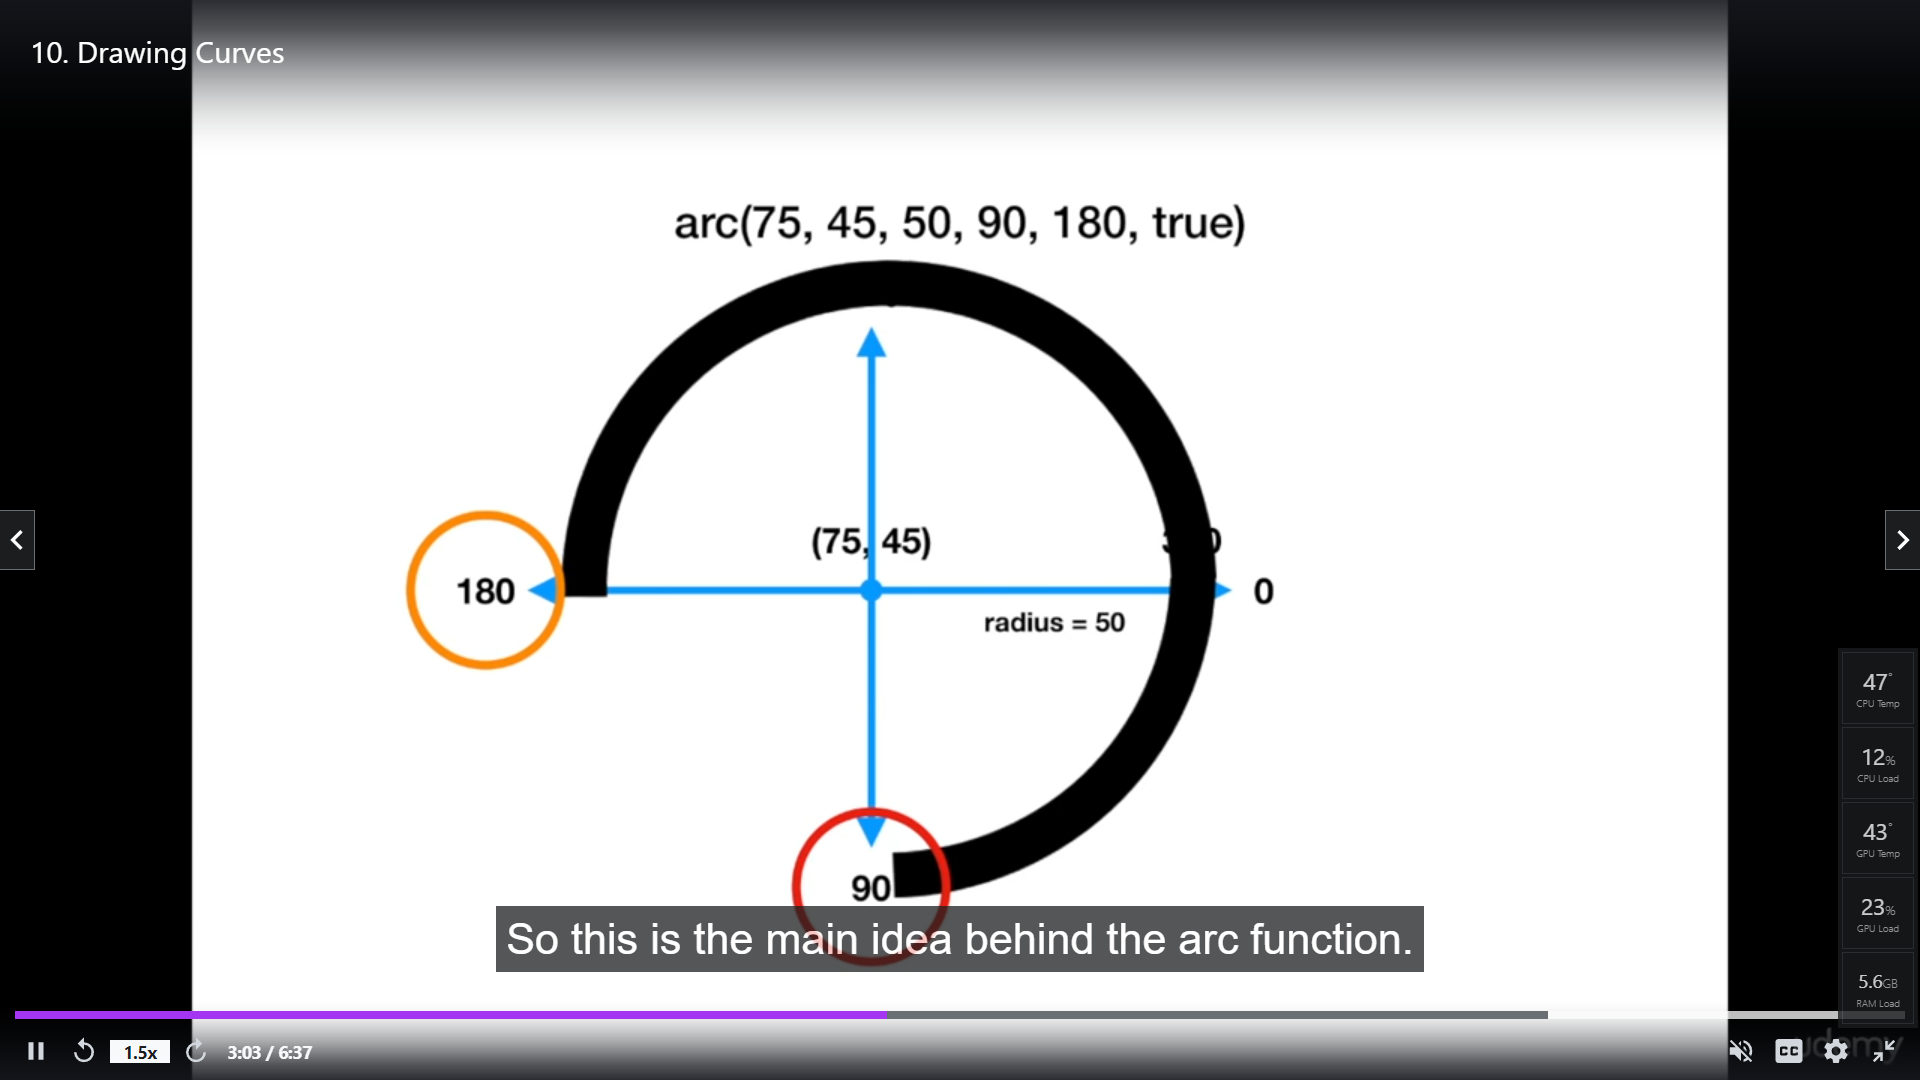 10. Drawing Curves
arc(75, 45, 50, 90, 180, true)
(75, 45)
180
0
radius = 50
90
So this is the main idea behind the arc function.
47°
CPU Temp
12%
CPU Load
43°
GPU Temp
23%
GPU Load
5.6GB
RAM Load
1.5x
3:03 / 6:37
CC
udemy